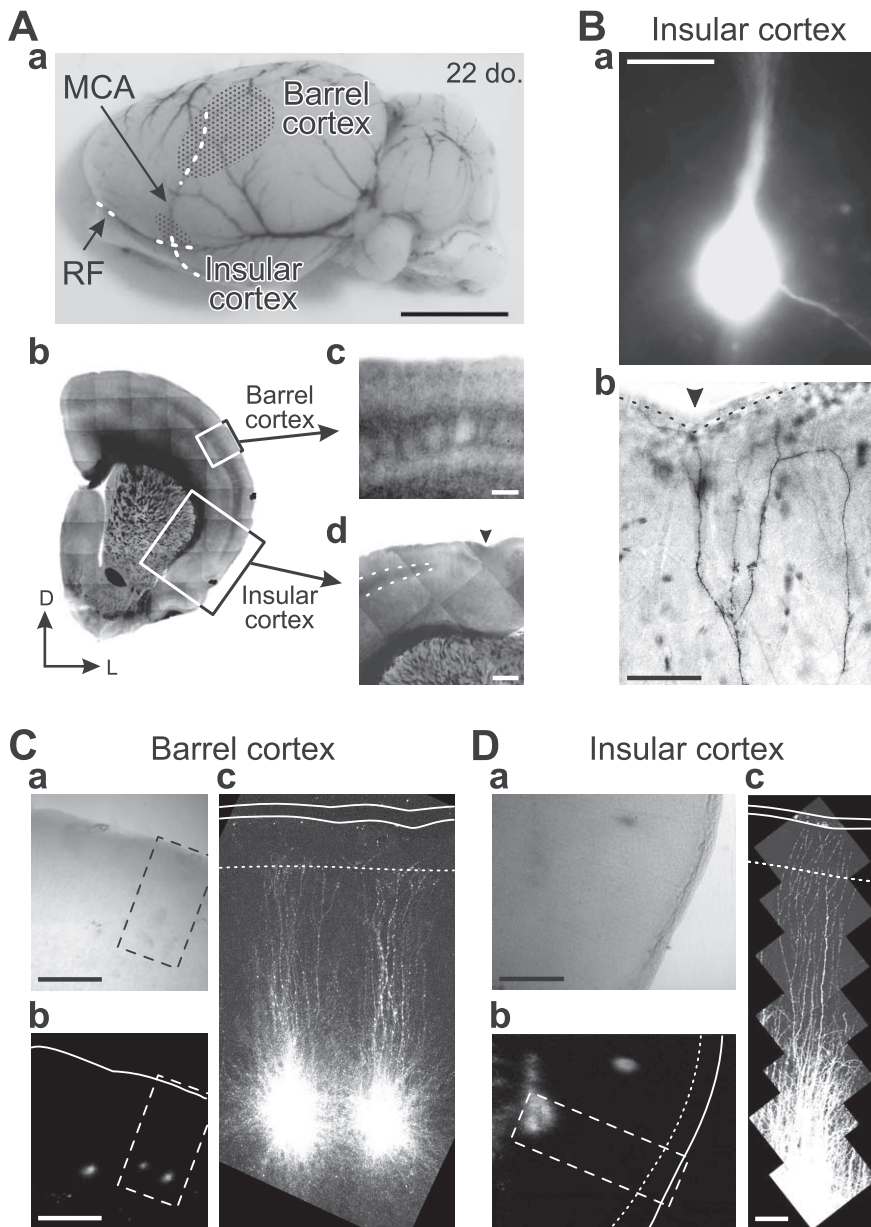 A
a
22 do.
MCA
Barrel
cortex
RF
Insular
cortex
B
Insular cortex
a
b
b
Barrel
cortex
Insular
cortex
D
L
c
d
C
Barrel cortex
a
b
c
D
Insular cortex
a
b
c